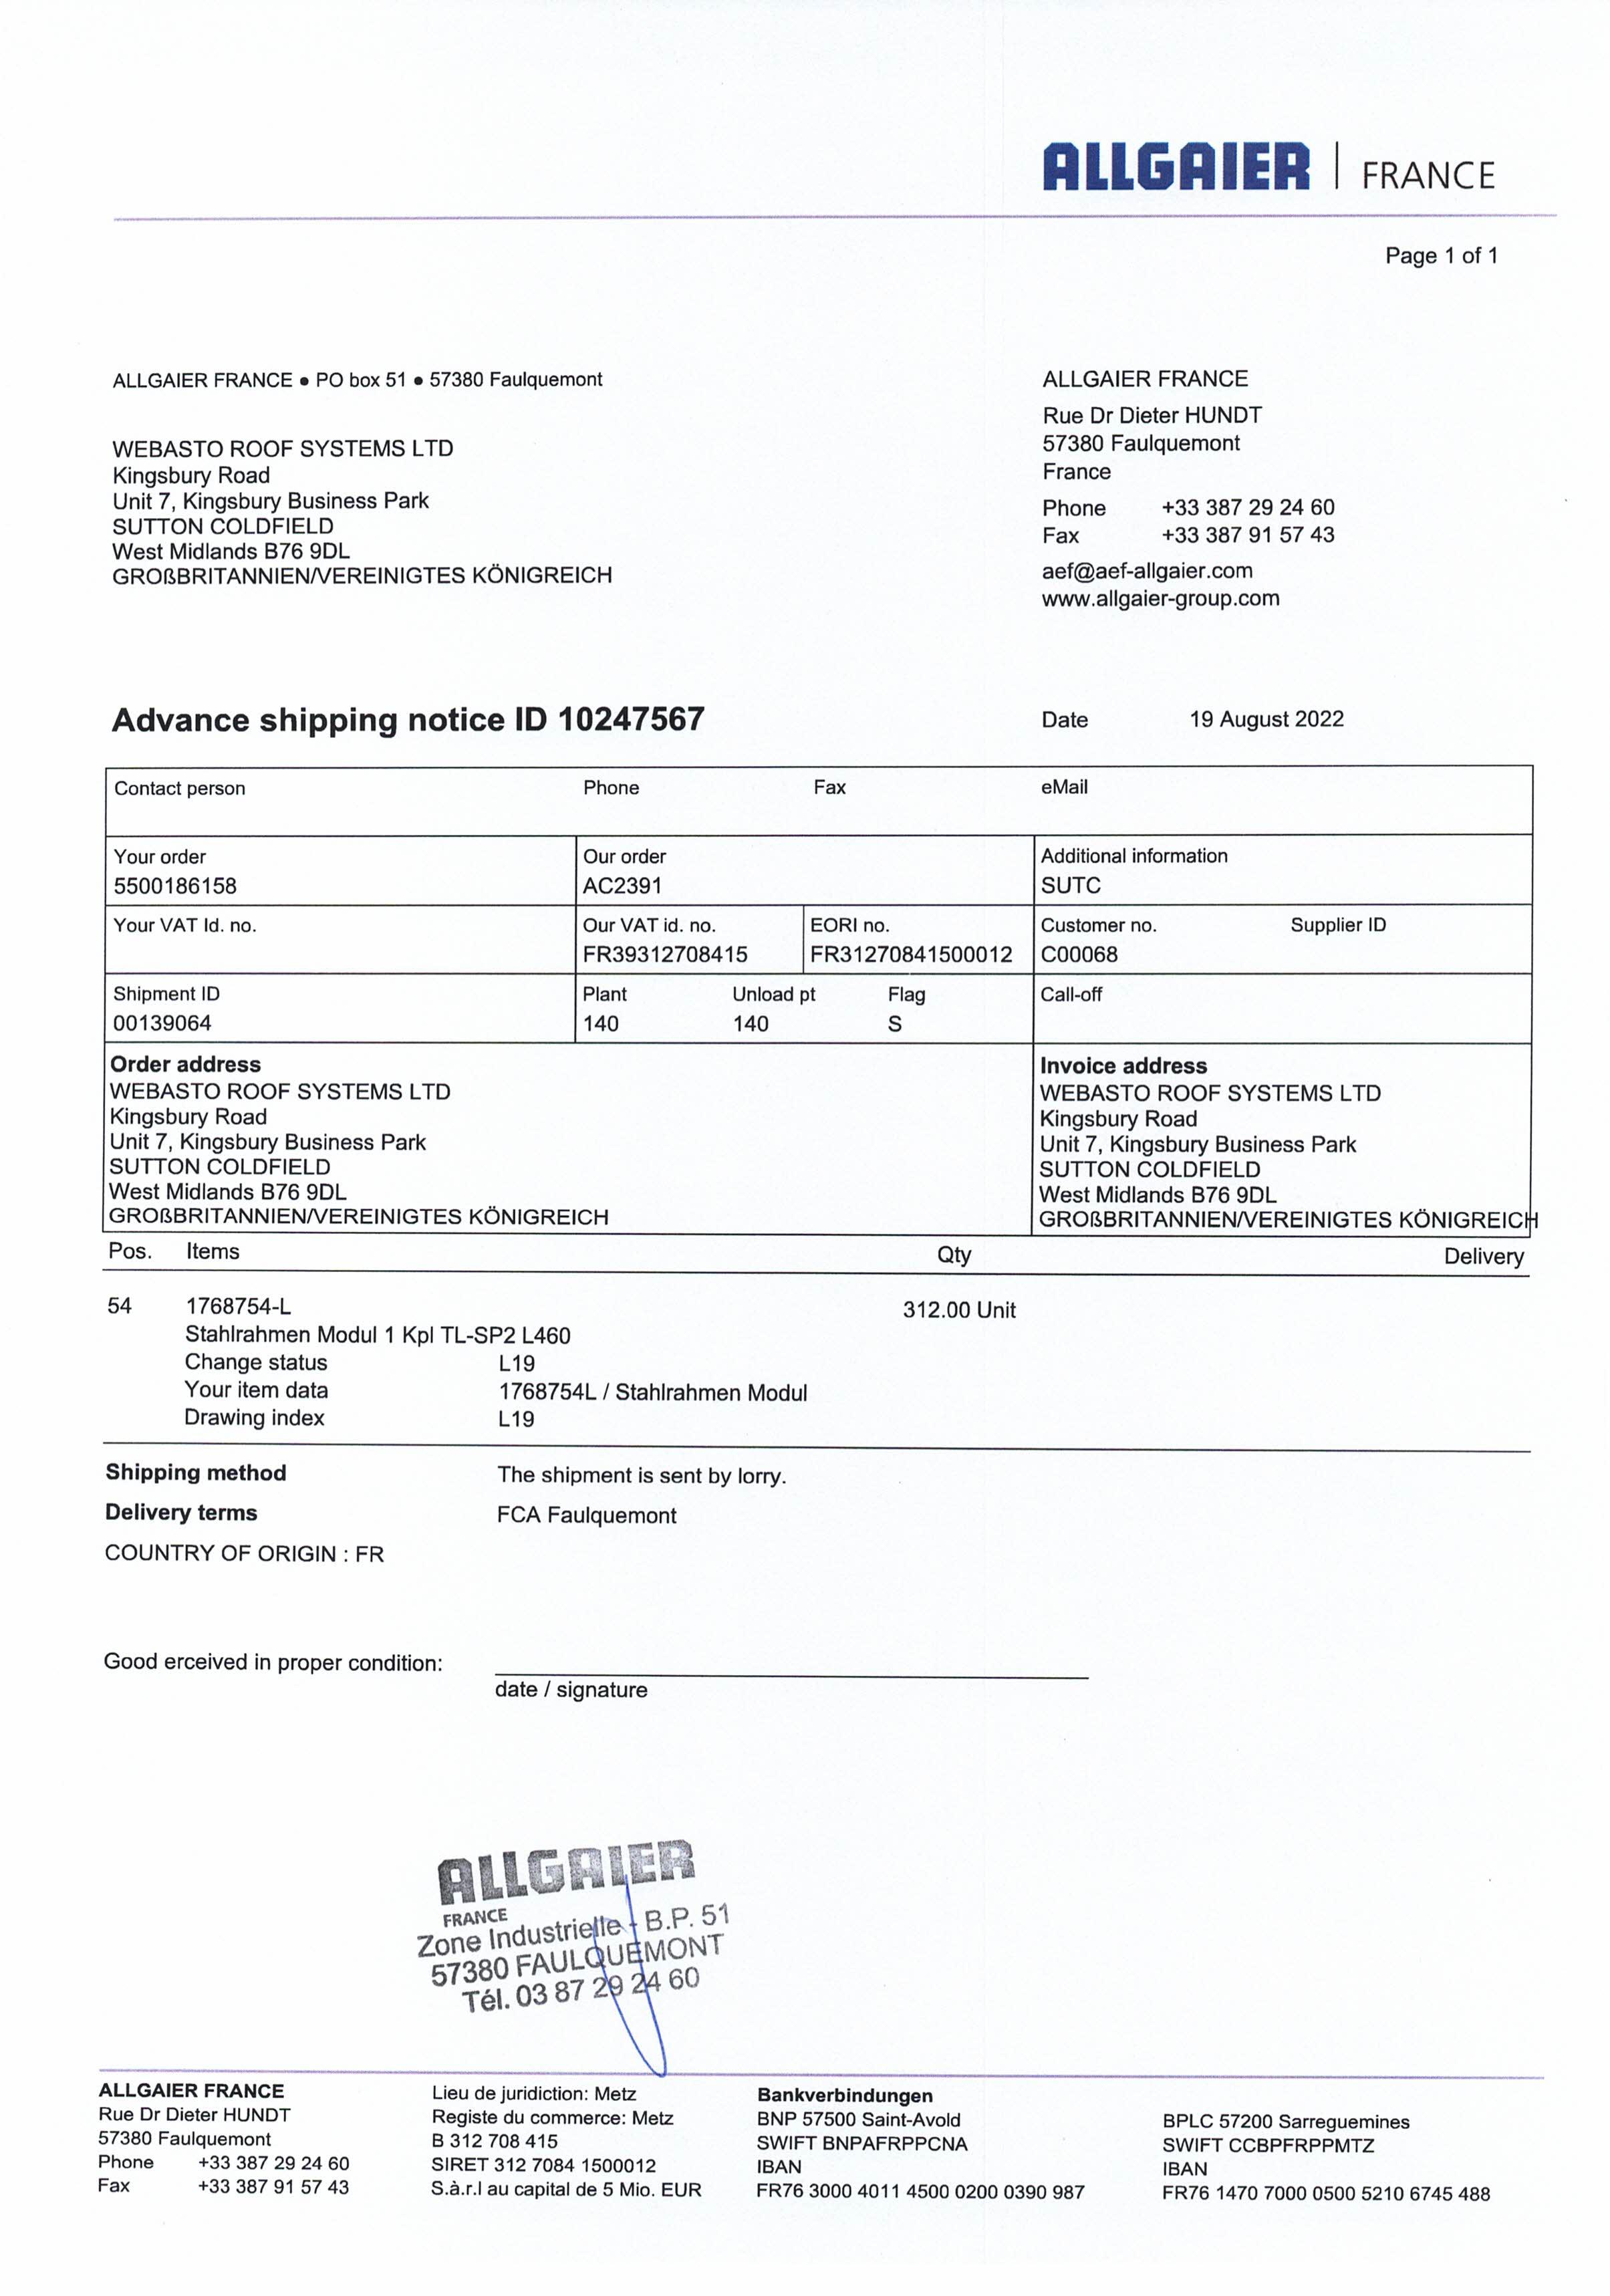 ALLGAIER | FRANCE
Page 1 of 1
ALLGAIER FRANCE • PO box 51 • 57380 Faulquemont
WEBASTO ROOF SYSTEMS LTD
Kingsbury Road
Unit 7, Kingsbury Business Park
SUTTON COLDFIELD
West Midlands B76 9DL
GROßBRITANNIEN/VEREINIGTES KÖNIGREICH
ALLGAIER FRANCE
Rue Dr Dieter HUNDT
57380 Faulquemont
France
Phone +33 387 29 24 60
Fax +33 387 91 57 43
aef@aef-allgaier.com
www.allgaier-group.com
Advance shipping notice ID 10247567
Date 19 August 2022
Contact person Phone Fax eMail
Your order Our order Additional information
5500186158 AC2391 SUTC
Your VAT Id. no. Our VAT id. no. EORI no. Customer no. Supplier ID
FR39312708415 FR31270841500012 C00068
Shipment ID Plant Unload pt Flag Call-off
00139064 140 140 S
Order address
WEBASTO ROOF SYSTEMS LTD
Kingsbury Road
Unit 7, Kingsbury Business Park
SUTTON COLDFIELD
West Midlands B76 9DL
GROßBRITANNIEN/VEREINIGTES KÖNIGREICH
Invoice address
WEBASTO ROOF SYSTEMS LTD
Kingsbury Road
Unit 7, Kingsbury Business Park
SUTTON COLDFIELD
West Midlands B76 9DL
GROßBRITANNIEN/VEREINIGTES KÖNIGREICH
Pos. Items Qty Delivery
54 1768754-L 312.00 Unit
Stahlrahmen Modul 1 Kpl TL-SP2 L460
Change status L19
Your item data 1768754L / Stahlrahmen Modul
Drawing index L19
Shipping method The shipment is sent by lorry.
Delivery terms FCA Faulquemont
COUNTRY OF ORIGIN : FR
Good erceived in proper condition:
date / signature
ALLGAIER
FRANCE
Zone Industrielle - B.P. 51
57380 FAULQUEMONT
Tél. 03 87 29 24 60
ALLGAIER FRANCE
Rue Dr Dieter HUNDT
57380 Faulquemont
Phone +33 387 29 24 60
Fax +33 387 91 57 43
Lieu de juridiction: Metz
Registe du commerce: Metz
B 312 708 415
SIRET 312 7084 1500012
S.à.r.l au capital de 5 Mio. EUR
Bankverbindungen
BNP 57500 Saint-Avold
SWIFT BNPAFRPPCNA
IBAN
FR76 3000 4011 4500 0200 0390 987
BPLC 57200 Sarreguemines
SWIFT CCBPFRPPMTZ
IBAN
FR76 1470 7000 0500 5210 6745 488